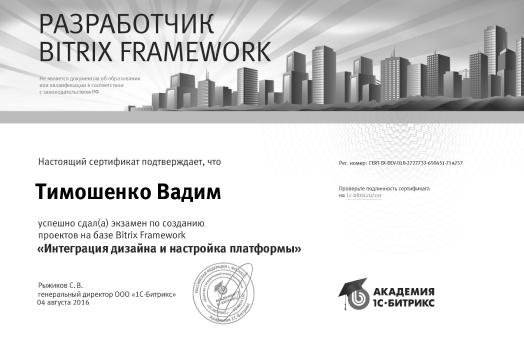 РАЗРАБОТЧИК
BITRIX FRAMEWORK
Не является документом об образовании
или квалификации в соответствии
с законодательством РФ
Настоящий сертификат подтверждает, что
Рег. номер: CERT-EX-DEV-018-2727733-650451-714257
Тимошенко Вадим
Проверьте подлинность сертификата
на 1c-bitrix.ru/cer
успешно сдал(а) экзамен по созданию
проектов на базе Bitrix Framework
«Интеграция дизайна и настройка платформы»
Рыжиков С. В.
генеральный директор ООО «1С-Битрикс»
04 августа 2016
АКАДЕМИЯ
1С-БИТРИКС